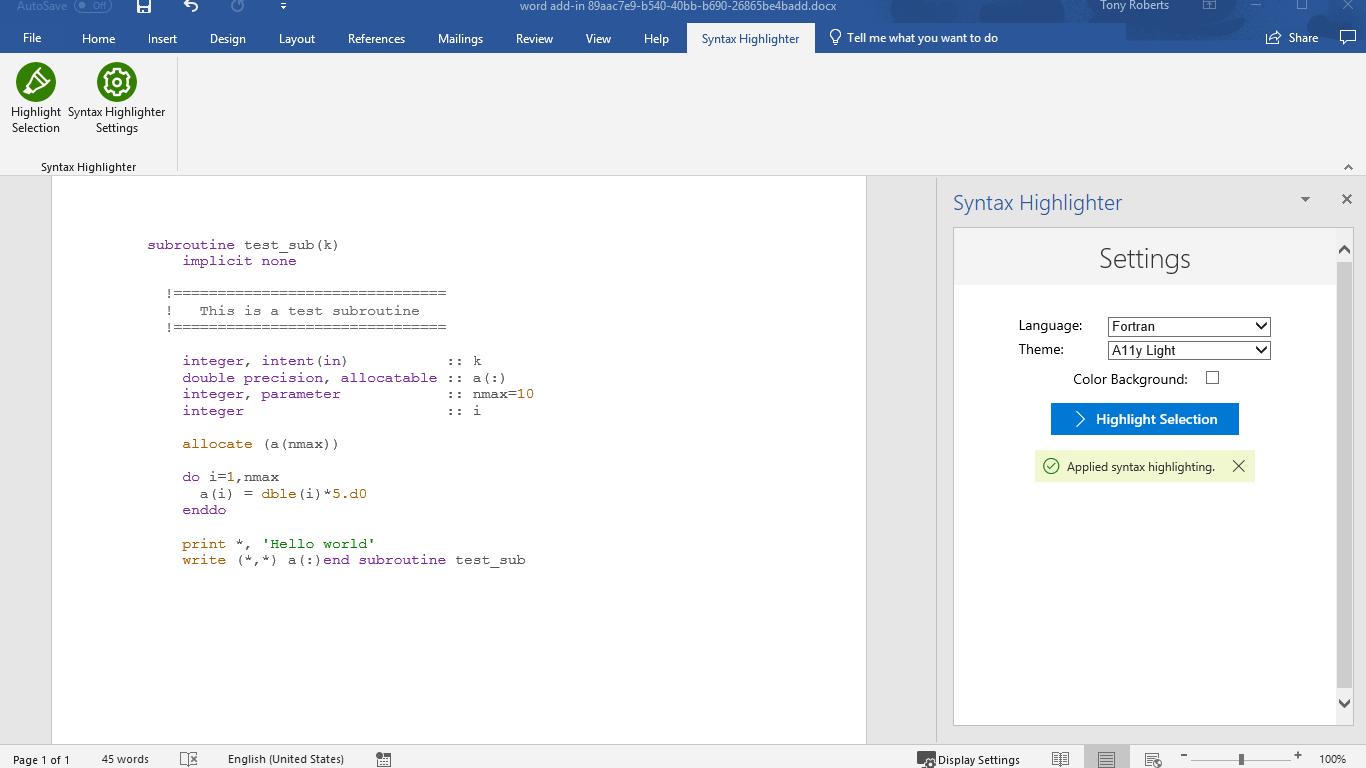 AutoSave Off word add-in 89aac7e9-b540-40bb-b690-26865be4badd.docx Tony Roberts
File Home Insert Design Layout References Mailings Review View Help Syntax Highlighter Tell me what you want to do Share
Highlight Selection
Syntax Highlighter Settings
Syntax Highlighter
subroutine test_sub(k)
    implicit none
  !===============================
  !   This is a test subroutine
  !===============================
    integer, intent(in)           :: k
    double precision, allocatable :: a(:)
    integer, parameter            :: nmax=10
    integer                       :: i
    allocate (a(nmax))
    do i=1,nmax
      a(i) = dble(i)*5.d0
    enddo
    print *, 'Hello world'
    write (*,*) a(:)end subroutine test_sub
Syntax Highlighter
Settings
Language: Fortran
Theme: A11y Light
Color Background:
Highlight Selection
Applied syntax highlighting.
Page 1 of 1 45 words English (United States) Display Settings 100%